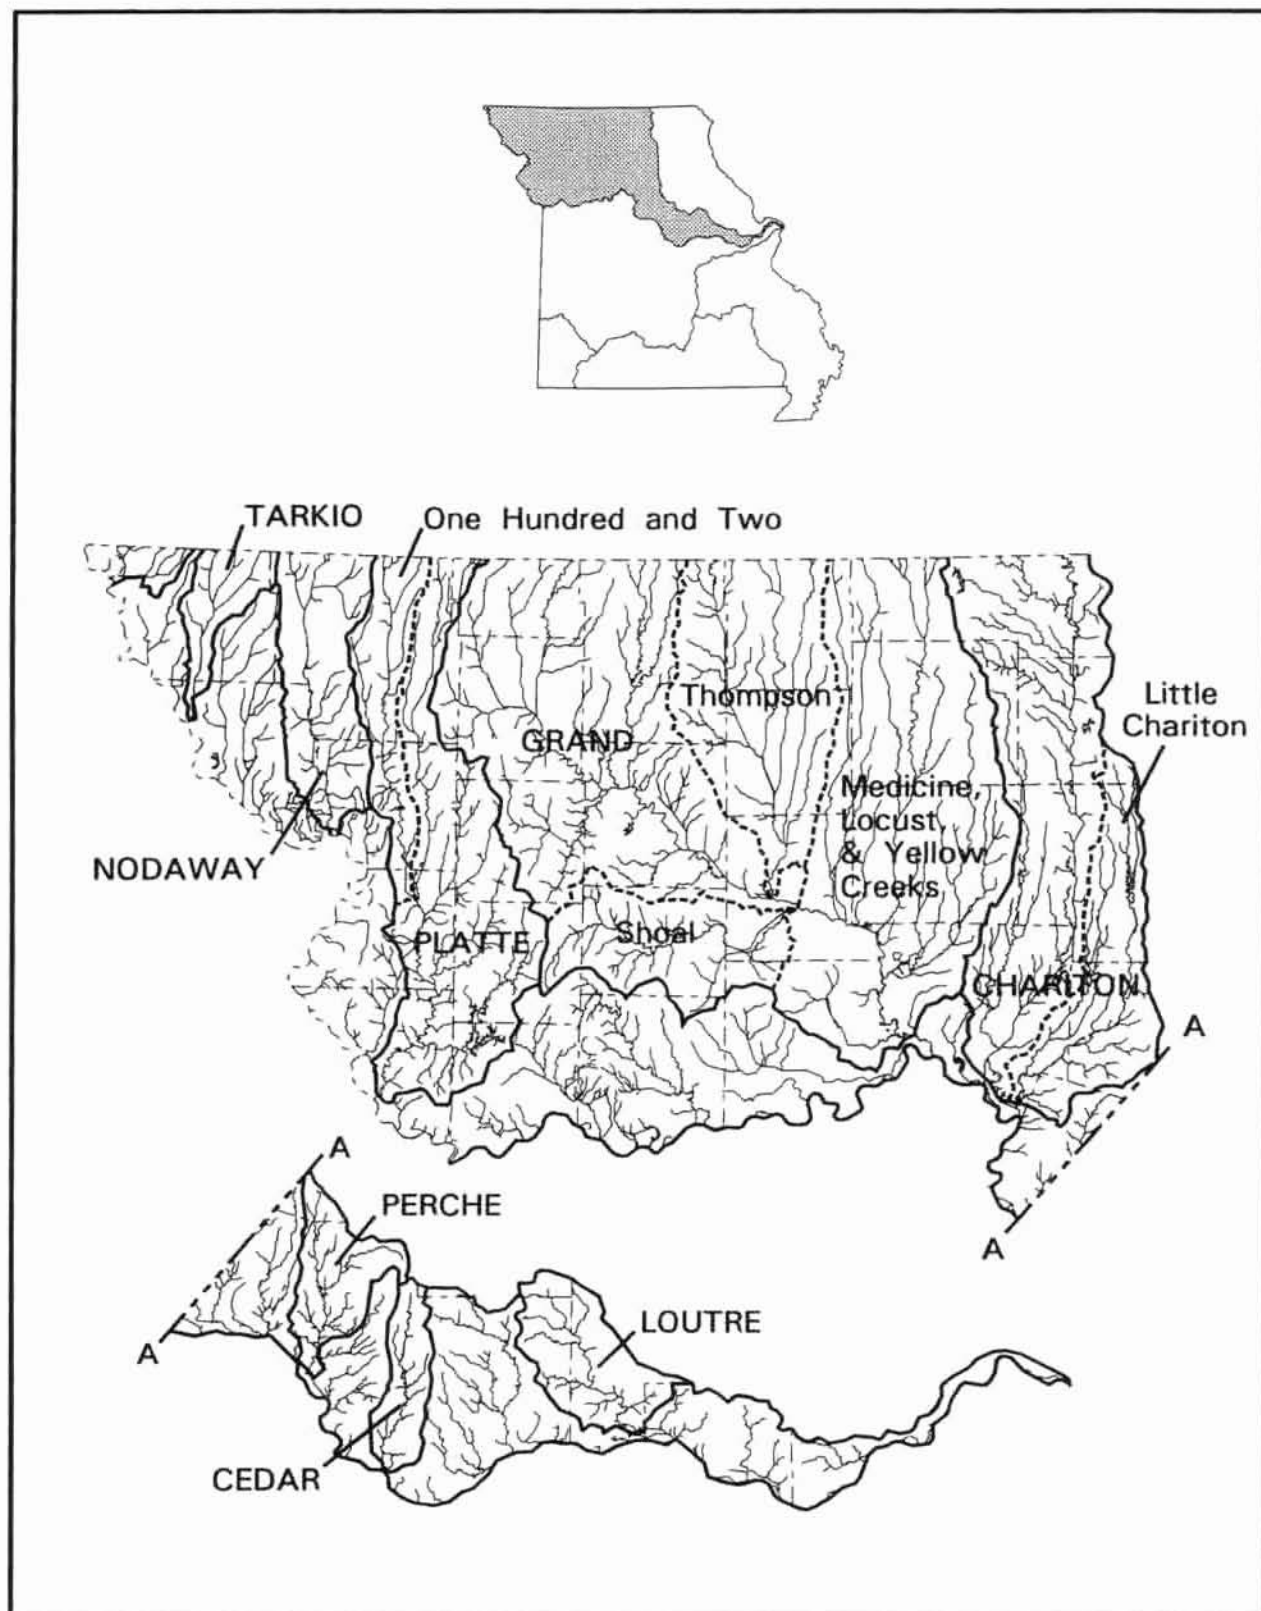 TARKIO
One Hundred and Two
Thompson
Little
Chariton
GRAND
Medicine,
Locust,
& Yellow
Creeks
NODAWAY
PLATTE
Shoal
CHARITON
A
A
PERCHE
A
LOUTRE
A
CEDAR